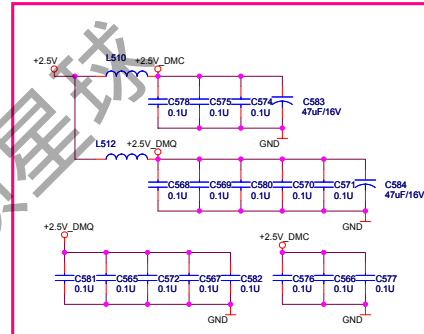 +2.5V
L510
+2.5V_DMC
C578
0.1U
C575
0.1U
C574
0.1U
C583
47uF/16V
GND
L512
+2.5V_DMQ
C568
0.1U
C569
0.1U
C580
0.1U
C570
0.1U
C571
0.1U
C584
47uF/16V
GND
+2.5V_DMQ
C581
0.1U
C565
0.1U
C572
0.1U
C567
0.1U
C582
0.1U
GND
+2.5V_DMC
C576
0.1U
C566
0.1U
C577
0.1U
GND
星球